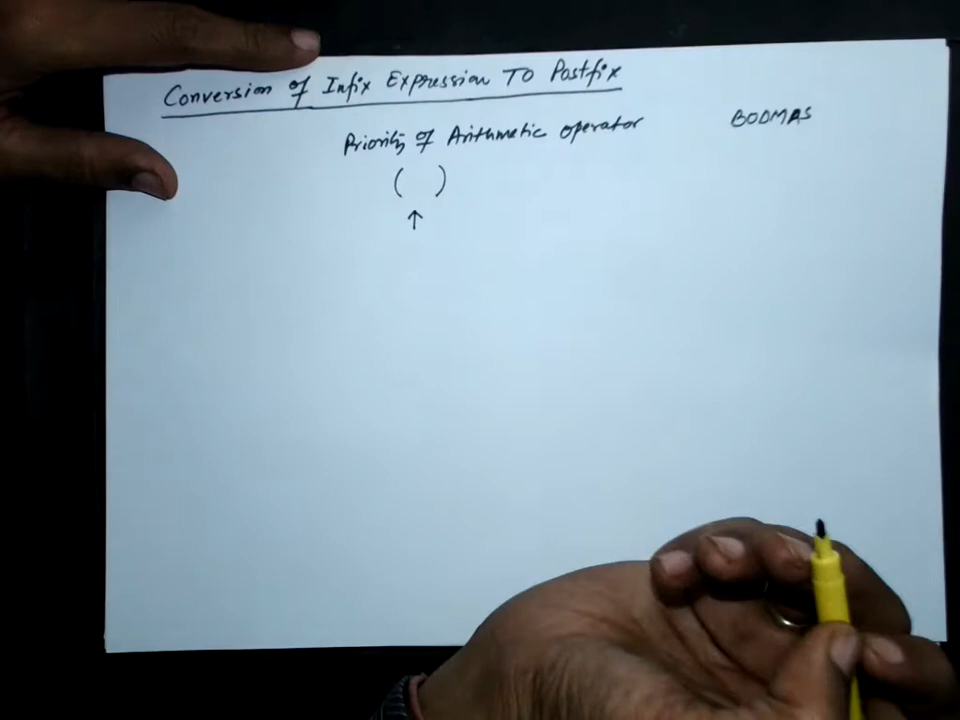 Conversion of Infix Expression To Postfix
Priority of Arithmetic operator BODMAS
( )
↑